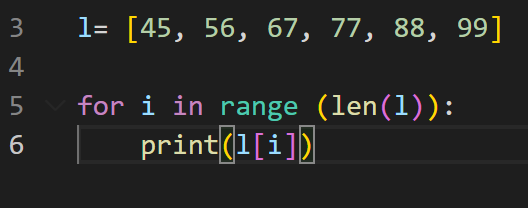 3 l= [45, 56, 67, 77, 88, 99]
4
5 for i in range (len(l)):
6     print(l[i])